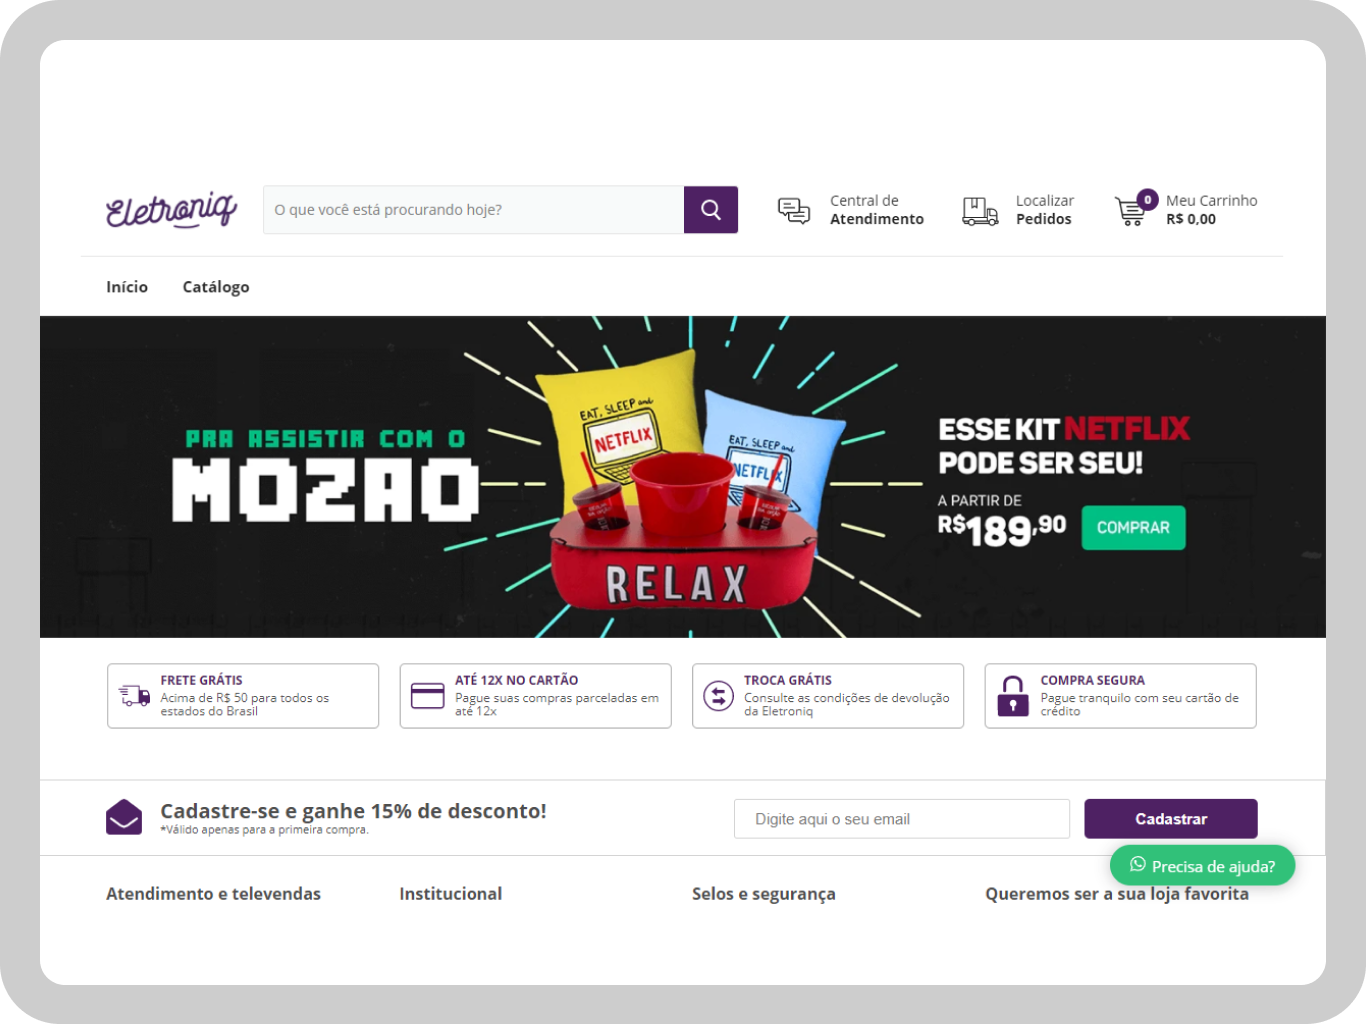 Eletroniq
O que você está procurando hoje?
Central de
Atendimento
Localizar
Pedidos
0
Meu Carrinho
R$ 0,00
Início
Catálogo
PRA ASSISTIR COM O
MOZAO
EAT, SLEEP and
NETFLIX
EAT, SLEEP and
NETFLIX
RELAX
ESSE KIT NETFLIX
PODE SER SEU!
A PARTIR DE
R$189,90
COMPRAR
FRETE GRÁTIS
Acima de R$ 50 para todos os
estados do Brasil
ATÉ 12X NO CARTÃO
Pague suas compras parceladas em
até 12x
TROCA GRÁTIS
Consulte as condições de devolução
da Eletroniq
COMPRA SEGURA
Pague tranquilo com seu cartão de
crédito
Cadastre-se e ganhe 15% de desconto!
*Válido apenas para a primeira compra.
Digite aqui o seu email
Cadastrar
Precisa de ajuda?
Atendimento e televendas
Institucional
Selos e segurança
Queremos ser a sua loja favorita